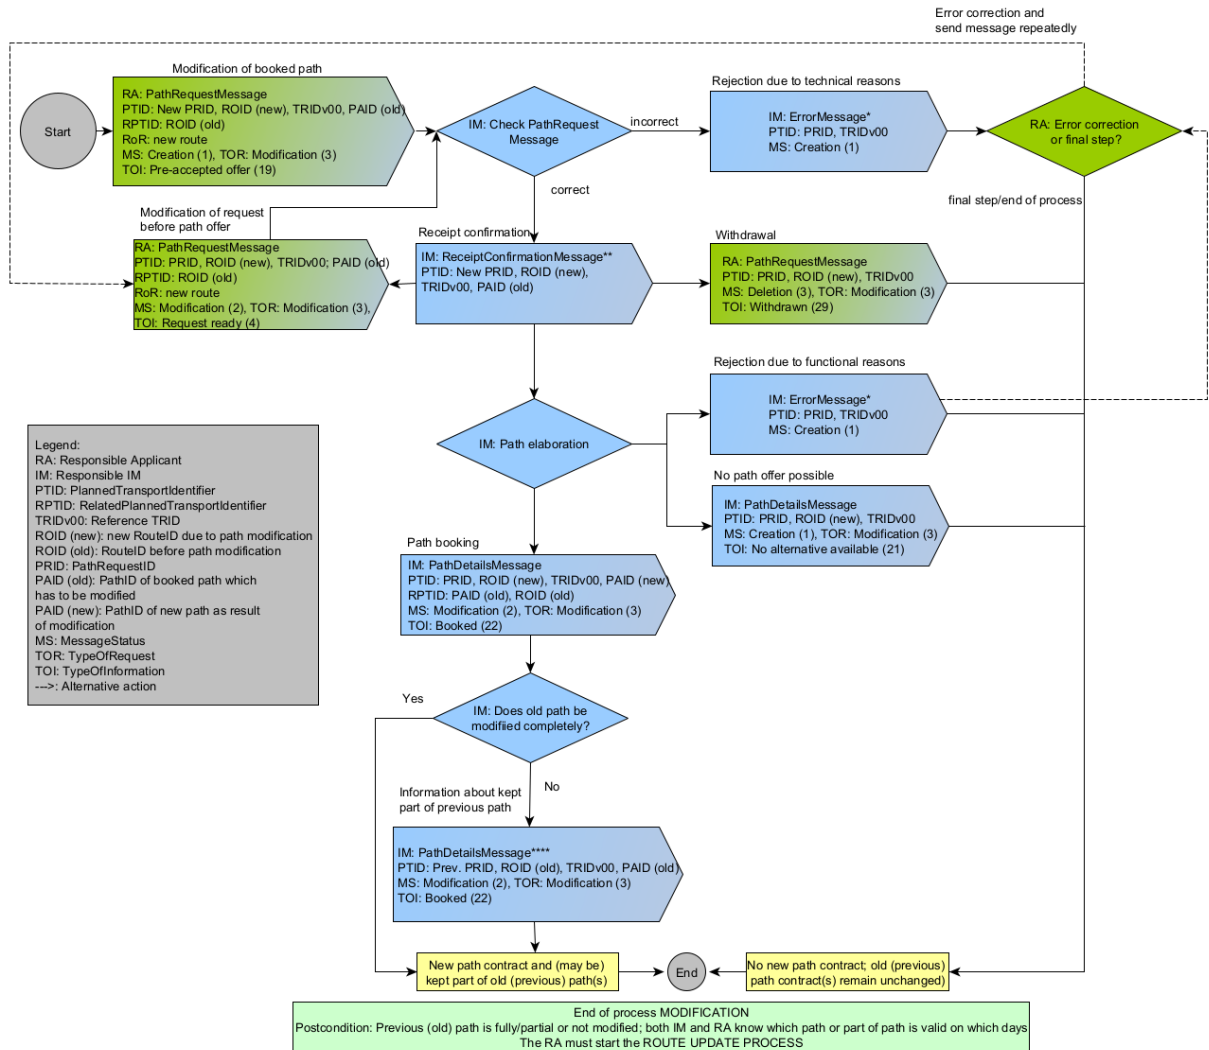 Error correction and
send message repeatedly
Modification of booked path
Start
RA: PathRequestMessage
PTID: New PRID, ROID (new), TRIDv00, PAID (old)
RPTID: ROID (old)
RoR: new route
MS: Creation (1), TOR: Modification (3)
TOI: Pre-accepted offer (19)
IM: Check PathRequest
Message
incorrect
correct
Rejection due to technical reasons
IM: ErrorMessage*
PTID: PRID, TRIDv00
MS: Creation (1)
RA: Error correction
or final step?
final step/end of process
Modification of request
before path offer
RA: PathRequestMessage
PTID: PRID, ROID (new), TRIDv00; PAID (old)
RPTID: ROID (old)
RoR: new route
MS: Modification (2), TOR: Modification (3),
TOI: Request ready (4)
Receipt confirmation
IM: ReceiptConfirmationMessage**
PTID: New PRID, ROID (new),
TRIDv00, PAID (old)
Withdrawal
RA: PathRequestMessage
PTID: PRID, ROID (new), TRIDv00
MS: Deletion (3), TOR: Modification (3)
TOI: Withdrawn (29)
Rejection due to functional reasons
IM: ErrorMessage*
PTID: PRID, TRIDv00
MS: Creation (1)
IM: Path elaboration
No path offer possible
IM: PathDetailsMessage
PTID: PRID, ROID (new), TRIDv00
MS: Creation (1), TOR: Modification (3)
TOI: No alternative available (21)
Legend:
RA: Responsible Applicant
IM: Responsible IM
PTID: PlannedTransportIdentifier
RPTID: RelatedPlannedTransportIdentifier
TRIDv00: Reference TRID
ROID (new): new RouteID due to path modification
ROID (old): RouteID before path modification
PRID: PathRequestID
PAID (old): PathID of booked path which
has to be modified
PAID (new): PathID of new path as result
of modification
MS: MessageStatus
TOR: TypeOfRequest
TOI: TypeOfInformation
--->: Alternative action
Path booking
IM: PathDetailsMessage
PTID: PRID, ROID (new), TRIDv00, PAID (new)
RPTID: PAID (old), ROID (old)
MS: Modification (2), TOR: Modification (3)
TOI: Booked (22)
Yes
IM: Does old path be
modifiied completely?
No
Information about kept
part of previous path
IM: PathDetailsMessage****
PTID: Prev. PRID, ROID (old), TRIDv00, PAID (old)
MS: Modification (2), TOR: Modification (3)
TOI: Booked (22)
New path contract and (may be)
kept part of old (previous) path(s)
End
No new path contract; old (previous)
path contract(s) remain unchanged)
End of process MODIFICATION
Postcondition: Previous (old) path is fully/partial or not modified; both IM and RA know which path or part of path is valid on which days
The RA must start the ROUTE UPDATE PROCESS